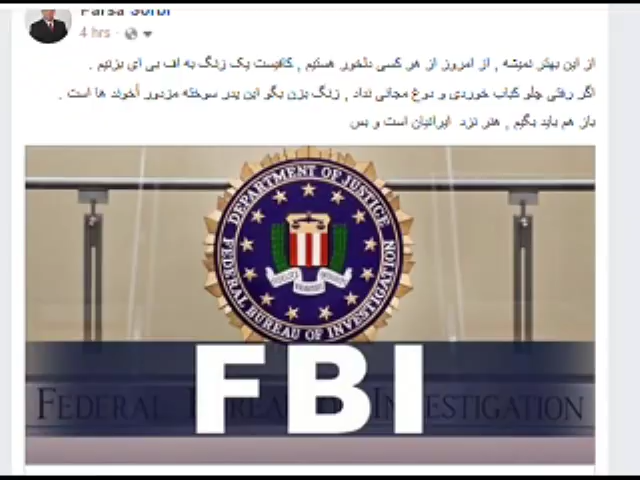 Parsa Sorbi
4 hrs
از این بهتر نمیشه , از امروز از هر کسی دلخور هستیم , کافیست یک زنگ به اف بی ای بزنیم .
اگر رفتی چلو کباب خوردی و دوغ مجانی نداد , زنگ بزن بگو این پدر سوخته مزدور آخوند ها است .
باز هم باید بگیم , هنر نزد ایرانیان است و بس
DEPARTMENT OF JUSTICE
FEDERAL BUREAU OF INVESTIGATION
FBI
FEDERAL BUREAU OF INVESTIGATION